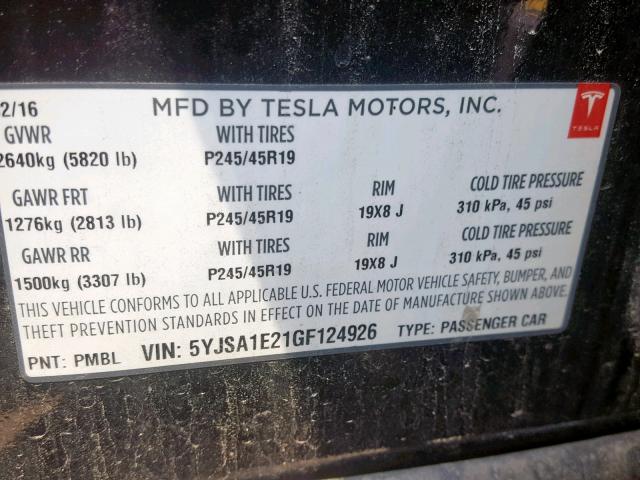 2/16 MFD BY TESLA MOTORS, INC.
TESLA
GVWR WITH TIRES
2640kg (5820 lb) P245/45R19
GAWR FRT WITH TIRES RIM COLD TIRE PRESSURE
1276kg (2813 lb) P245/45R19 19X8 J 310 kPa, 45 psi
GAWR RR WITH TIRES RIM COLD TIRE PRESSURE
1500kg (3307 lb) P245/45R19 19X8 J 310 kPa, 45 psi
THIS VEHICLE CONFORMS TO ALL APPLICABLE U.S. FEDERAL MOTOR VEHICLE SAFETY, BUMPER, AND
THEFT PREVENTION STANDARDS IN EFFECT ON THE DATE OF MANUFACTURE SHOWN ABOVE.
PNT: PMBL VIN: 5YJSA1E21GF124926 TYPE: PASSENGER CAR